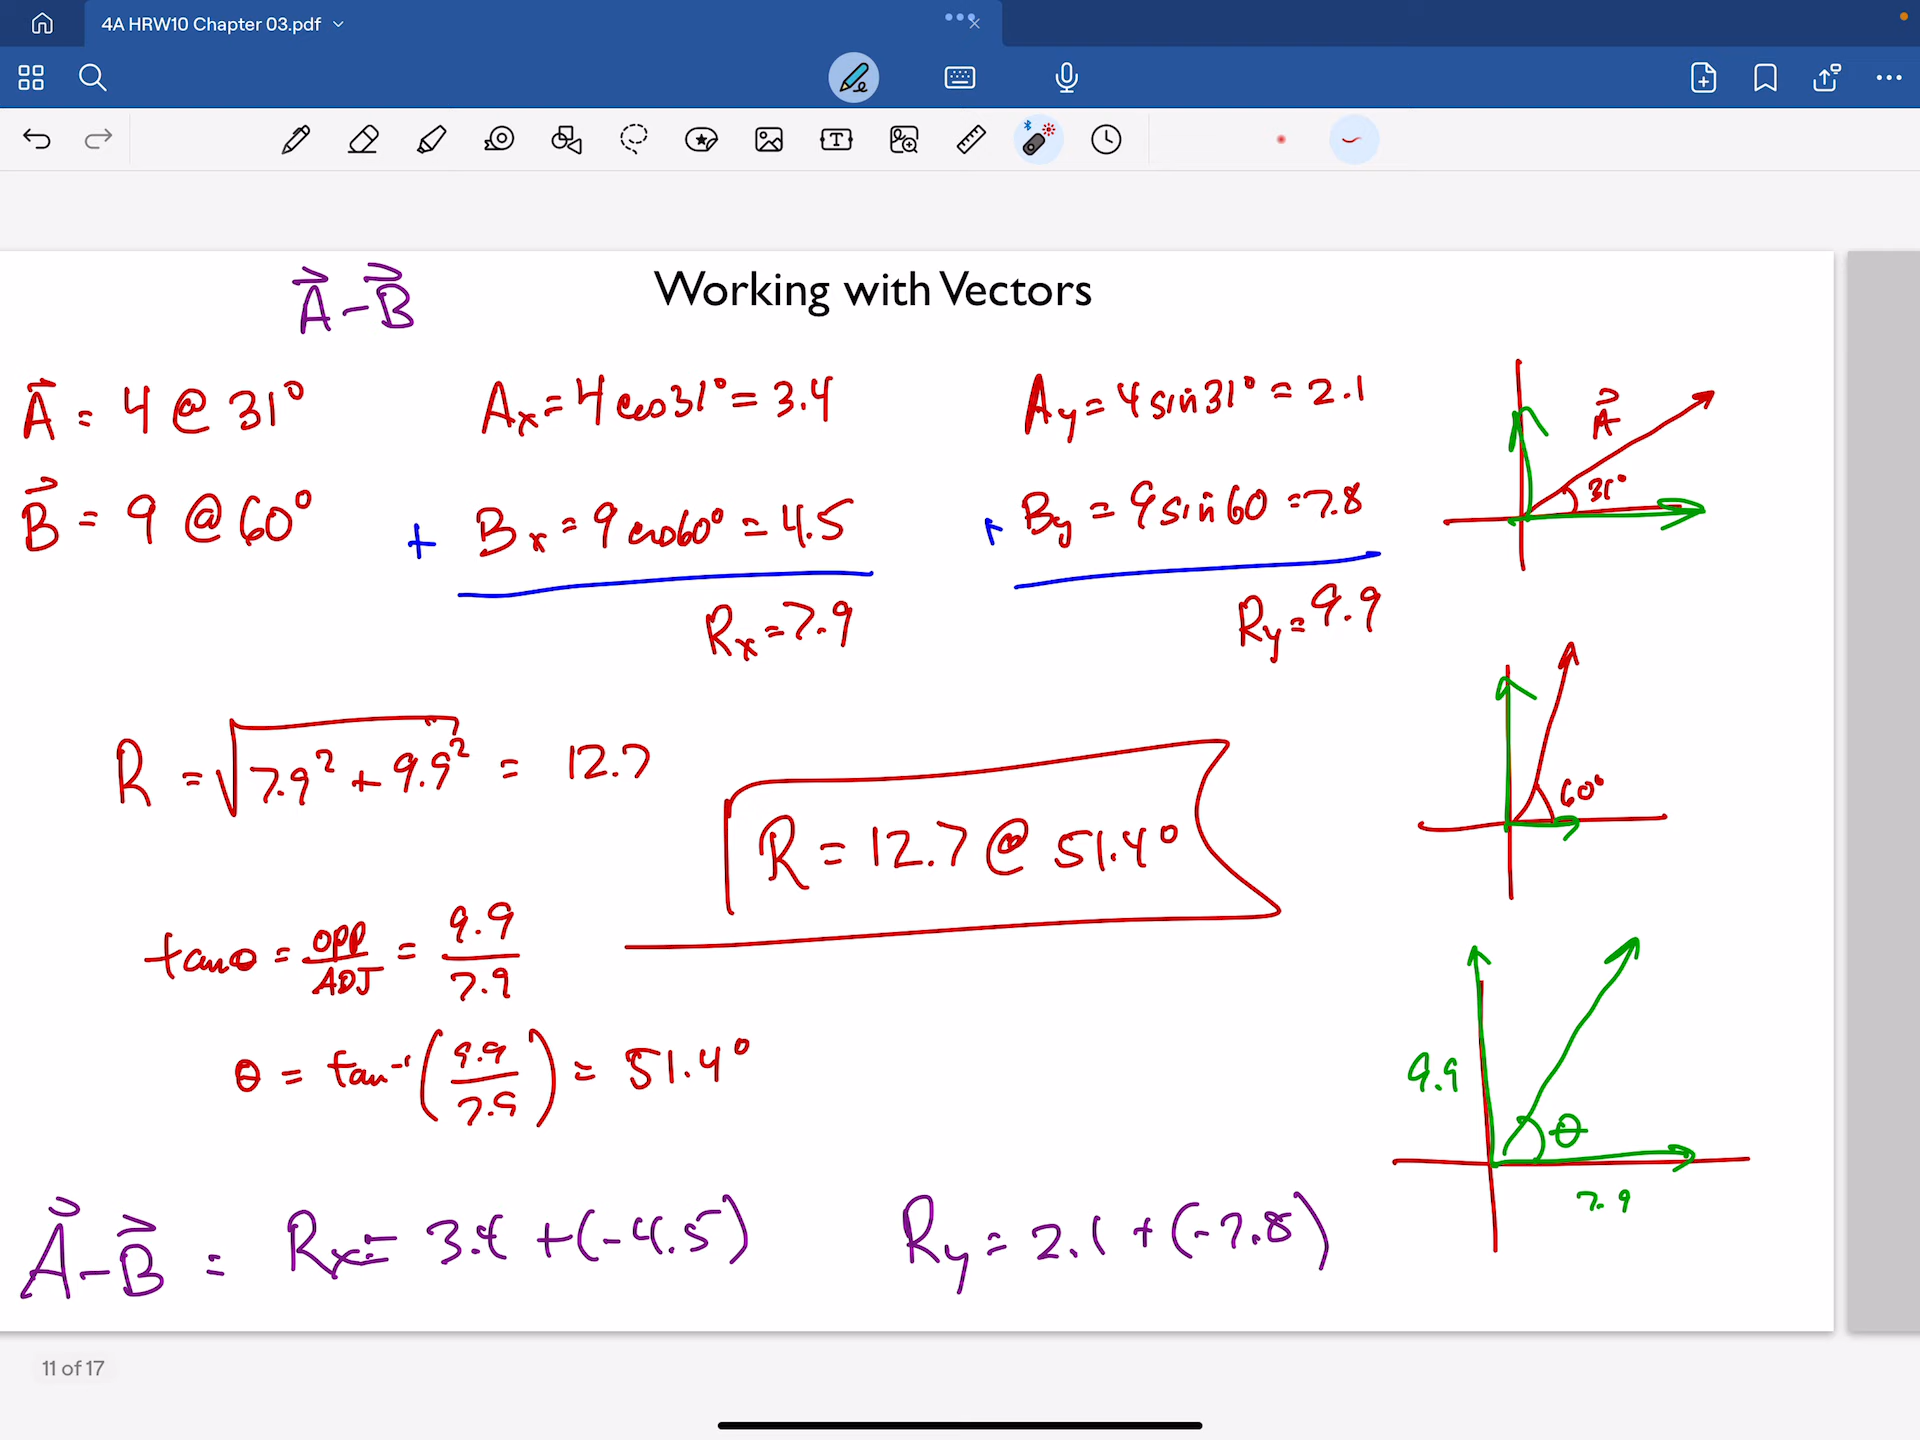 4A HRW10 Chapter 03.pdf
A⃗ - B⃗
Working with Vectors
A⃗ = 4 @ 31°
Ax = 4 cos 31° = 3.4
Ay = 4 sin 31° = 2.1
A⃗
31°
B⃗ = 9 @ 60°
+ Bx = 9 cos 60° = 4.5
+ By = 9 sin 60 = 7.8
Rx = 7.9
Ry = 9.9
60°
R = √7.9² + 9.9² = 12.7
R = 12.7 @ 51.4°
tan θ = OPP/ADJ = 9.9/7.9
θ = tan⁻¹ (9.9/7.9) = 51.4°
9.9
θ
7.9
A⃗ - B⃗ = Rx = 3.4 + (-4.5)
Ry = 2.1 + (-7.8)
11 of 17